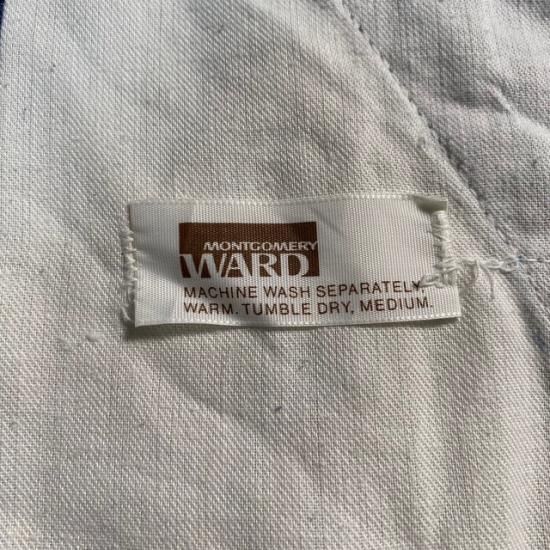 MONTGOMERY
WARD
MACHINE WASH SEPARATELY.
WARM. TUMBLE DRY, MEDIUM.